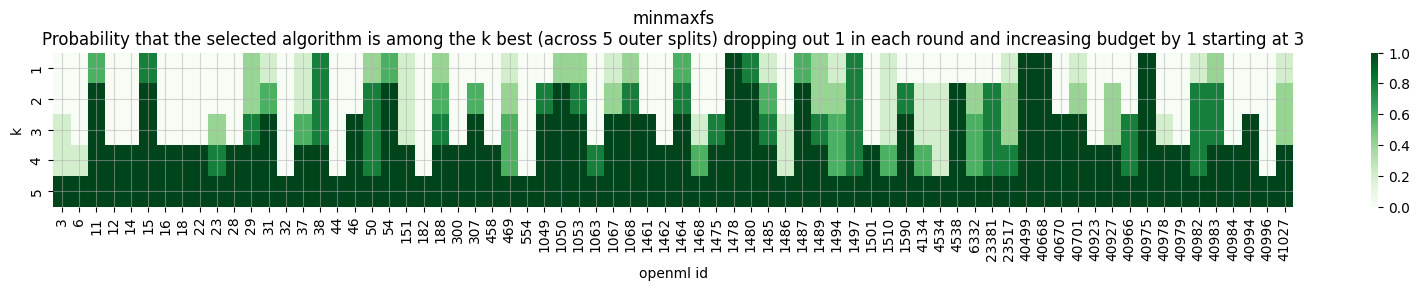 minmaxfs
Probability that the selected algorithm is among the k best (across 5 outer splits) dropping out 1 in each round and increasing budget by 1 starting at 3
k
1
2
3
4
5
3 6 11 12 14 15 16 18 22 23 28 29 31 32 37 38 44 46 50 54 151 182 188 300 307 458 469 554 1049 1050 1053 1063 1067 1068 1461 1462 1464 1468 1475 1478 1480 1485 1486 1487 1489 1494 1497 1501 1510 1590 4134 4534 4538 6332 23381 23517 40499 40668 40670 40701 40923 40927 40966 40975 40978 40979 40982 40983 40984 40994 40996 41027
openml id
1.0
0.8
0.6
0.4
0.2
0.0